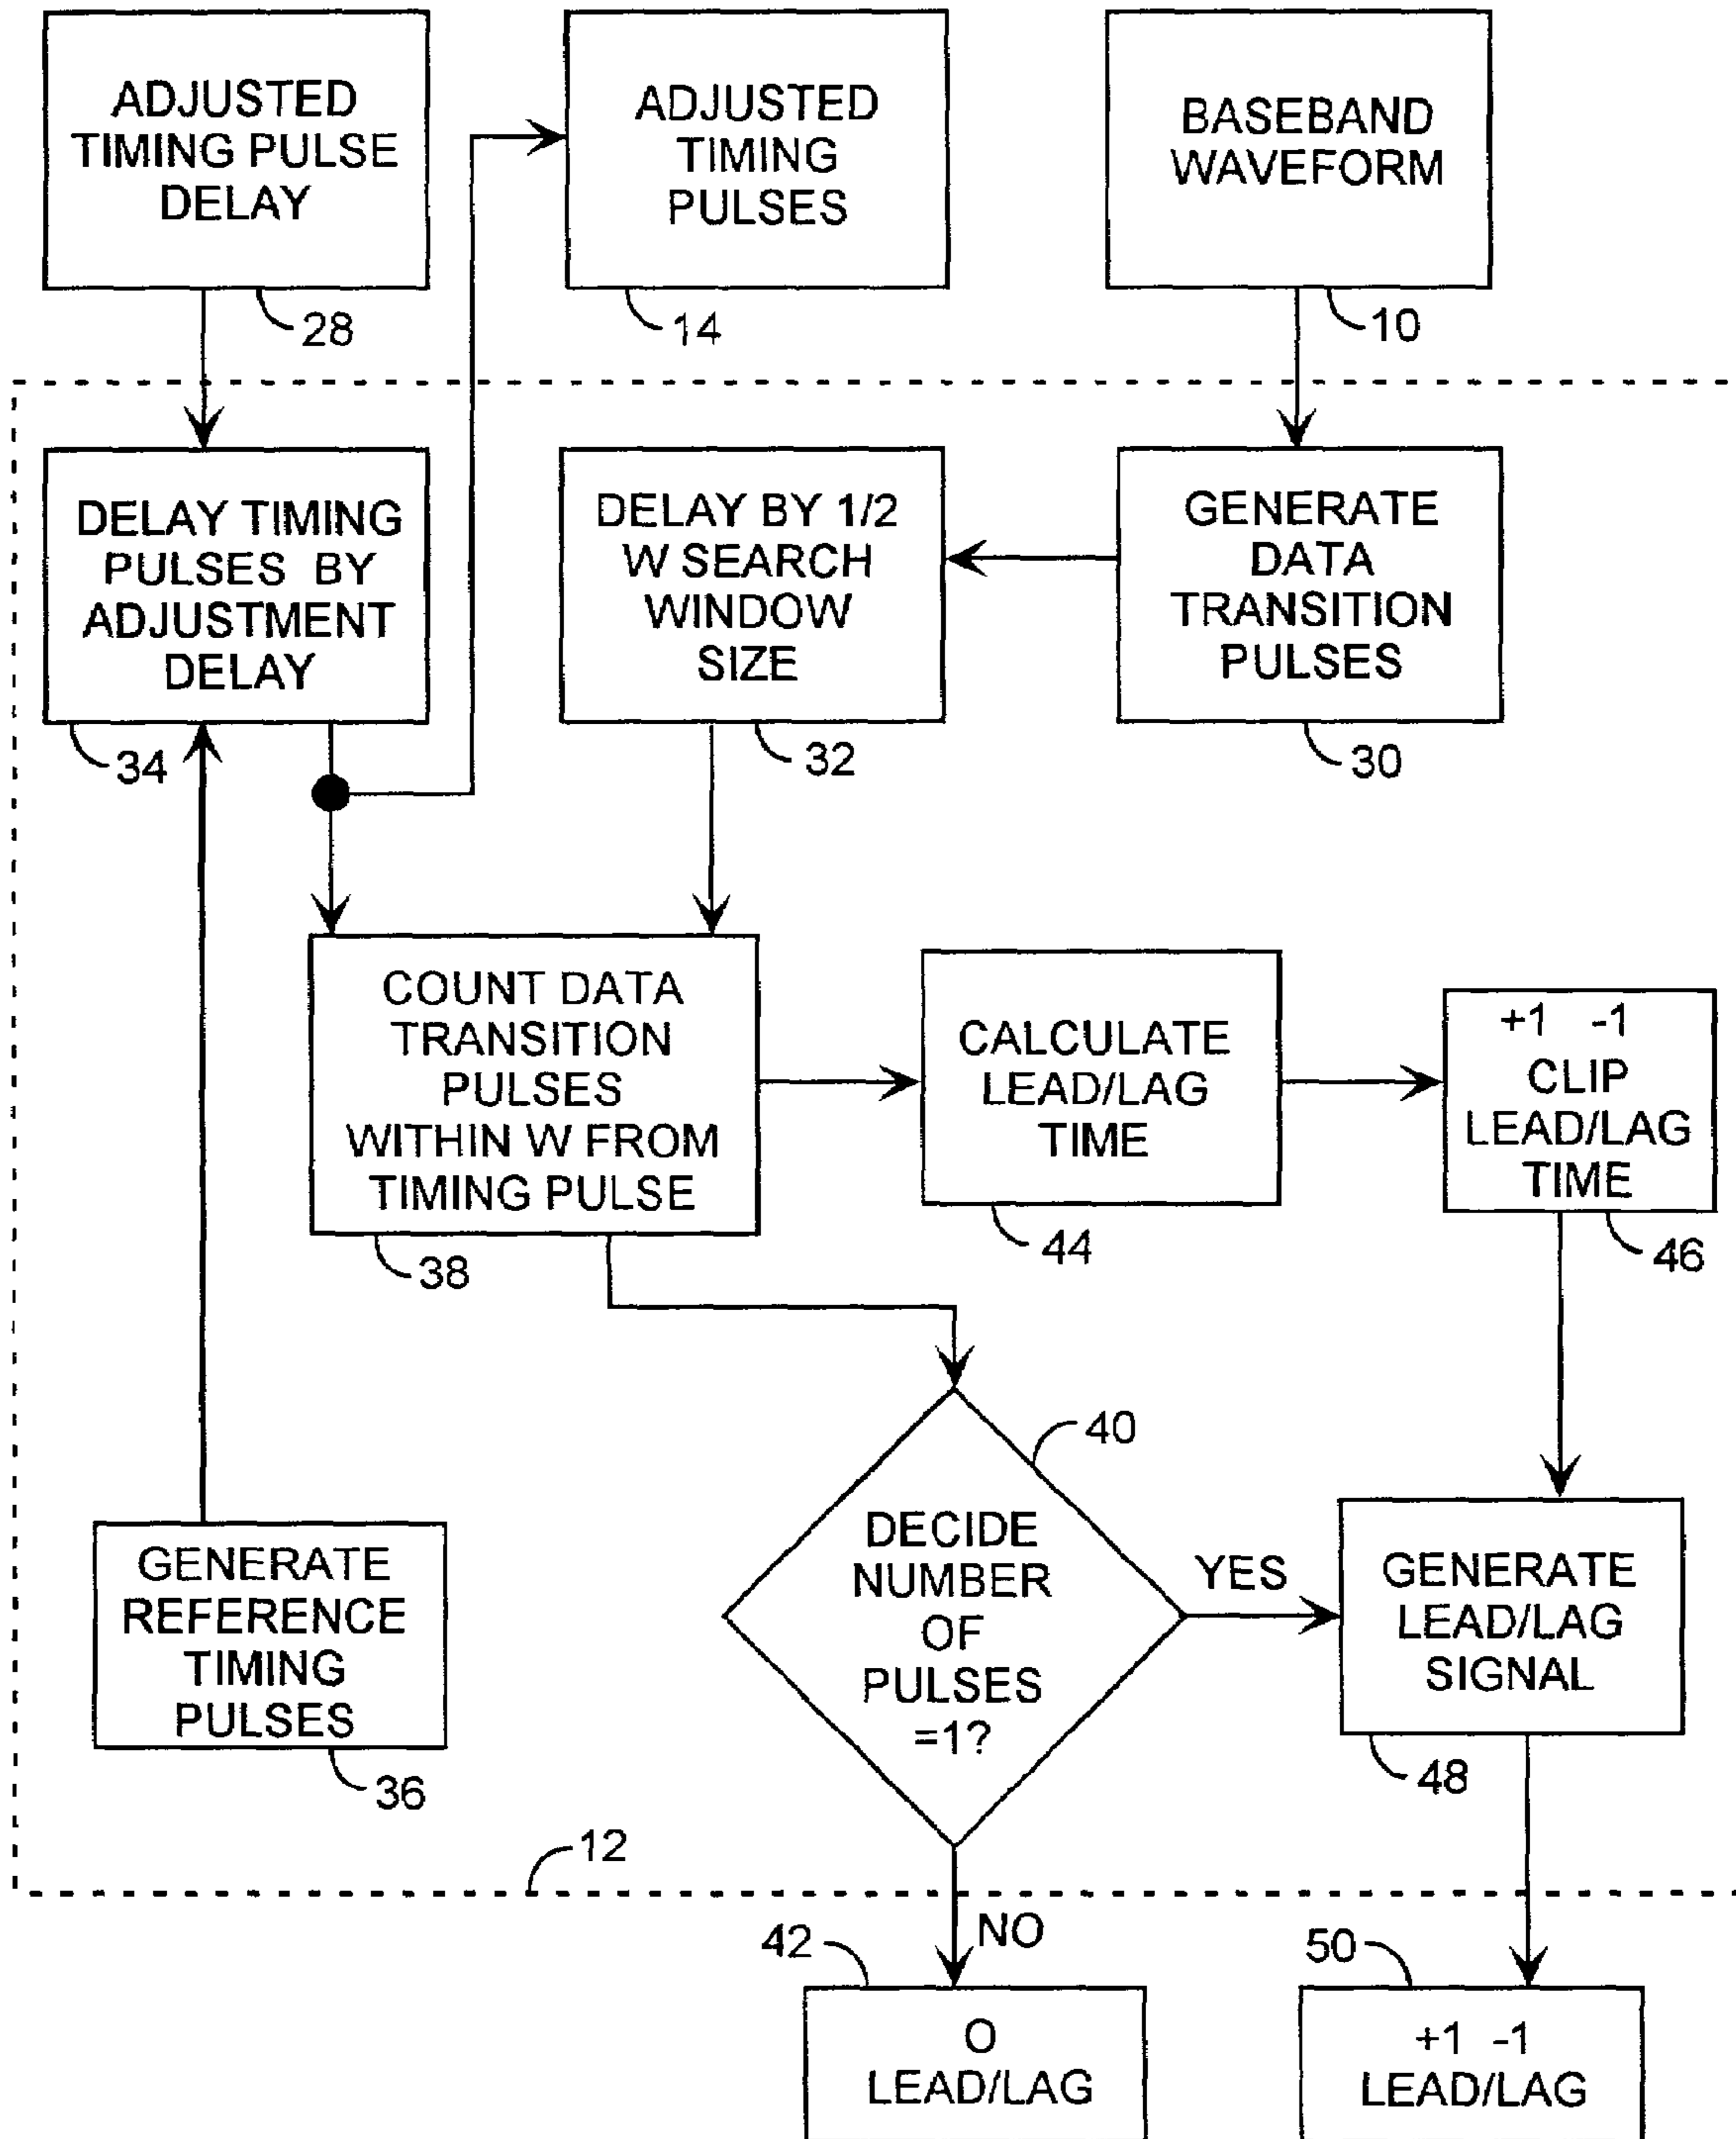 ADJUSTED
TIMING PULSE
DELAY
28
ADJUSTED
TIMING
PULSES
14
BASEBAND
WAVEFORM
10
DELAY TIMING
PULSES BY
ADJUSTMENT
DELAY
34
DELAY BY 1/2
W SEARCH
WINDOW
SIZE
32
GENERATE
DATA
TRANSITION
PULSES
30
COUNT DATA
TRANSITION
PULSES
WITHIN W FROM
TIMING PULSE
38
CALCULATE
LEAD/LAG
TIME
44
+1 -1
CLIP
LEAD/LAG
TIME
46
GENERATE
REFERENCE
TIMING
PULSES
36
40
DECIDE
NUMBER
OF
PULSES
=1?
YES
GENERATE
LEAD/LAG
SIGNAL
48
12
NO
42
O
LEAD/LAG
50
+1 -1
LEAD/LAG